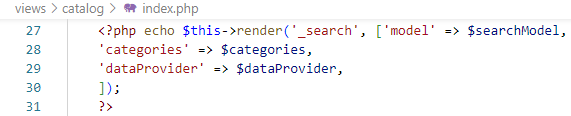 views > catalog > index.php
27 <?php echo $this->render('_search', ['model' => $searchModel,
28 'categories' => $categories,
29 'dataProvider' => $dataProvider,
30 ]);
31 ?>